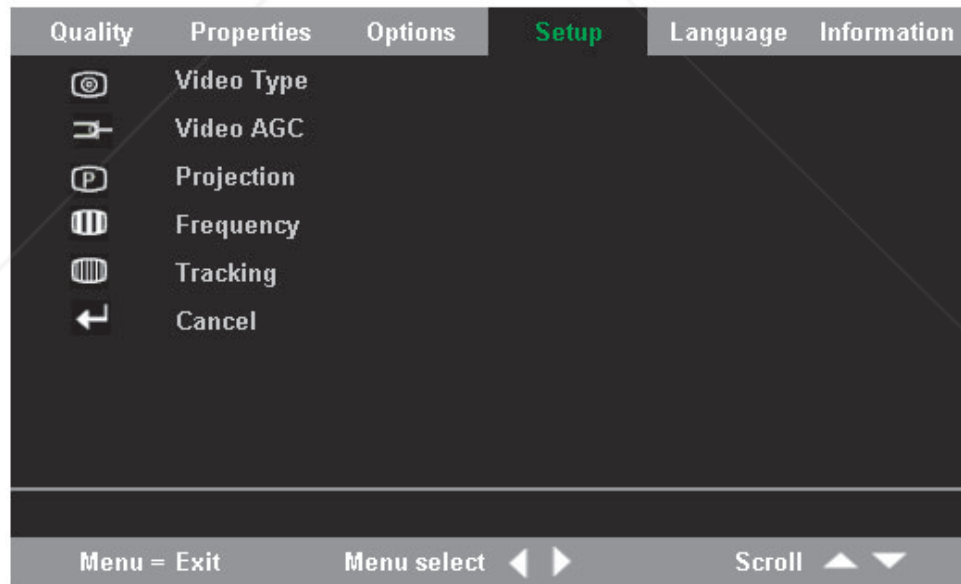 Quality Properties Options Setup Language Information
Video Type
Video AGC
P Projection
Frequency
Tracking
Cancel
Menu = Exit Menu select Scroll